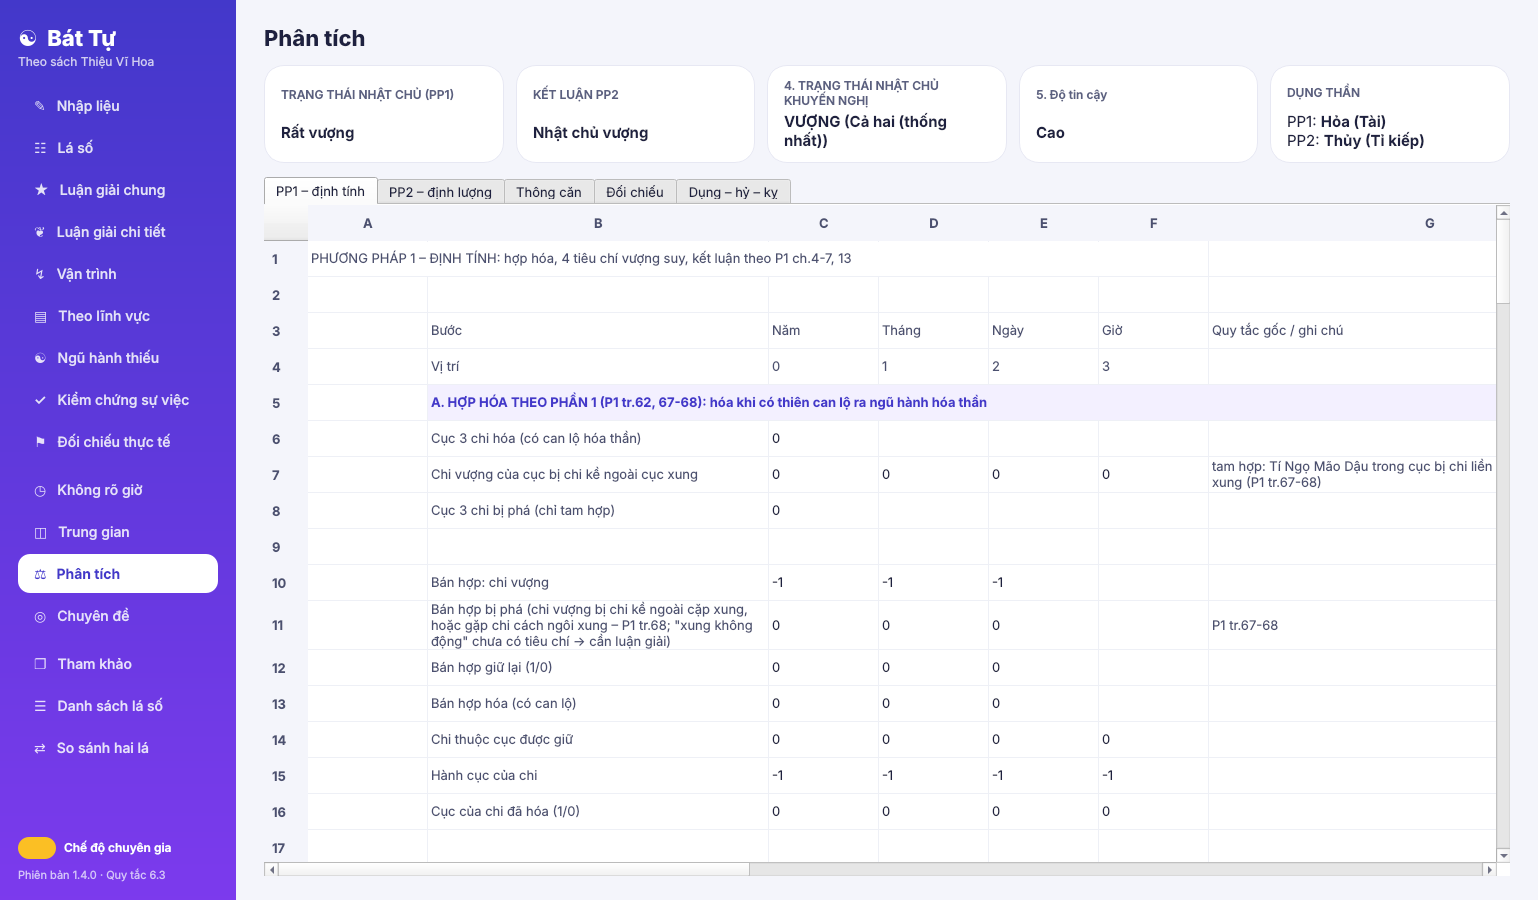 ☯ Bát Tự
Theo sách Thiệu Vĩ Hoa
✎ Nhập liệu
☷ Lá số
★ Luận giải chung
❦ Luận giải chi tiết
↯ Vận trình
▤ Theo lĩnh vực
☯ Ngũ hành thiếu
✓ Kiểm chứng sự việc
⚑ Đối chiếu thực tế
◷ Không rõ giờ
◫ Trung gian
⚖ Phân tích
◎ Chuyên đề
❐ Tham khảo
☰ Danh sách lá số
⇄ So sánh hai lá
Chế độ chuyên gia
Phiên bản 1.4.0 · Quy tắc 6.3
Phân tích
TRẠNG THÁI NHẬT CHỦ (PP1)
Rất vượng
KẾT LUẬN PP2
Nhật chủ vượng
4. TRẠNG THÁI NHẬT CHỦ
KHUYẾN NGHỊ
VƯỢNG (Cả hai (thống
nhất))
5. Độ tin cậy
Cao
DỤNG THẦN
PP1: Hỏa (Tài)
PP2: Thủy (Tỉ kiếp)
PP1 – định tính PP2 – định lượng Thông căn Đối chiếu Dụng – hỷ – kỵ
A B C D E F G
1 PHƯƠNG PHÁP 1 – ĐỊNH TÍNH: hợp hóa, 4 tiêu chí vượng suy, kết luận theo P1 ch.4-7, 13
2
3 Bước Năm Tháng Ngày Giờ Quy tắc gốc / ghi chú
4 Vị trí 0 1 2 3
5 A. HỢP HÓA THEO PHẦN 1 (P1 tr.62, 67-68): hóa khi có thiên can lộ ra ngũ hành hóa thần
6 Cục 3 chi hóa (có can lộ hóa thần) 0
7 Chi vượng của cục bị chi kề ngoài cục xung 0 0 0 0 tam hợp: Tí Ngọ Mão Dậu trong cục bị chi liền
xung (P1 tr.67-68)
8 Cục 3 chi bị phá (chỉ tam hợp) 0
9
10 Bán hợp: chi vượng -1 -1 -1
11 Bán hợp bị phá (chi vượng bị chi kề ngoài cặp xung,
hoặc gặp chi cách ngôi xung – P1 tr.68; "xung không
động" chưa có tiêu chí → cần luận giải) 0 0 0 P1 tr.67-68
12 Bán hợp giữ lại (1/0) 0 0 0
13 Bán hợp hóa (có can lộ) 0 0 0
14 Chi thuộc cục được giữ 0 0 0 0
15 Hành cục của chi -1 -1 -1 -1
16 Cục của chi đã hóa (1/0) 0 0 0 0
17